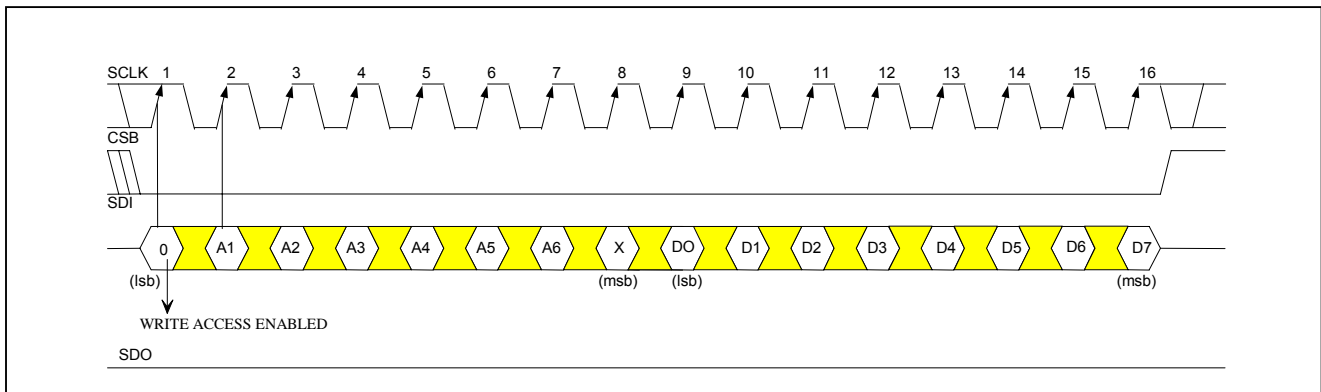 SCLK 1 2 3 4 5 6 7 8 9 10 11 12 13 14 15 16
CSB
SDI
0 A1 A2 A3 A4 A5 A6 X DO D1 D2 D3 D4 D5 D6 D7
(lsb) (msb) (lsb) (msb)
WRITE ACCESS ENABLED
SDO